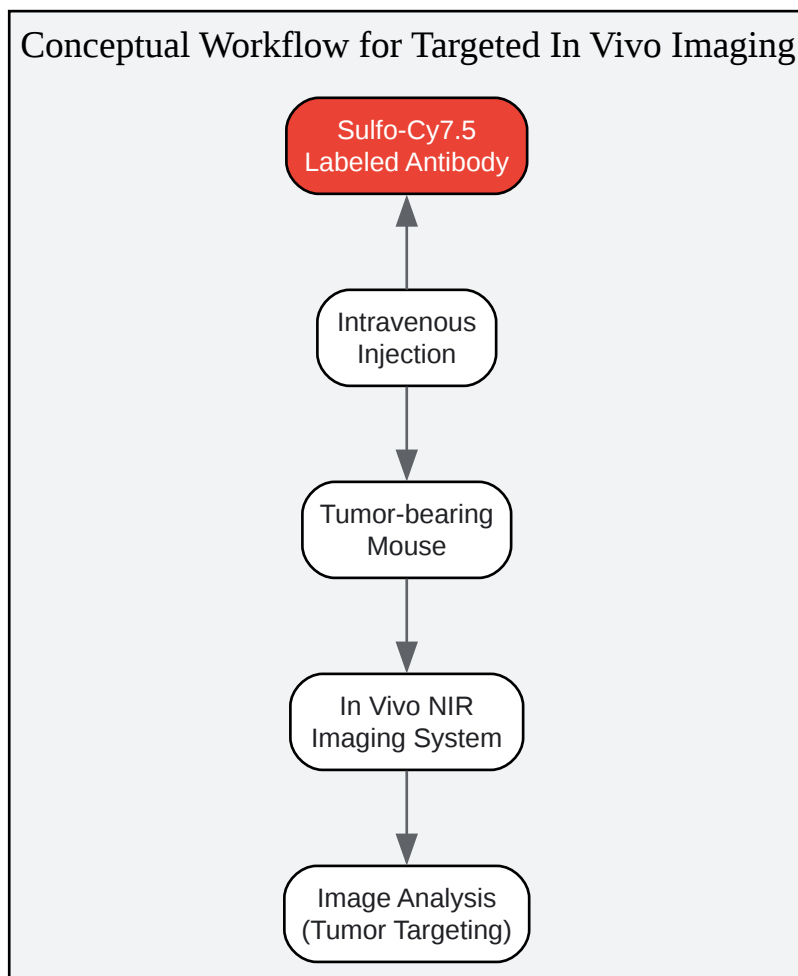 Conceptual Workflow for Targeted In Vivo Imaging
Sulfo-Cy7.5
Labeled Antibody
Intravenous
Injection
Tumor-bearing
Mouse
In Vivo NIR
Imaging System
Image Analysis
(Tumor Targeting)